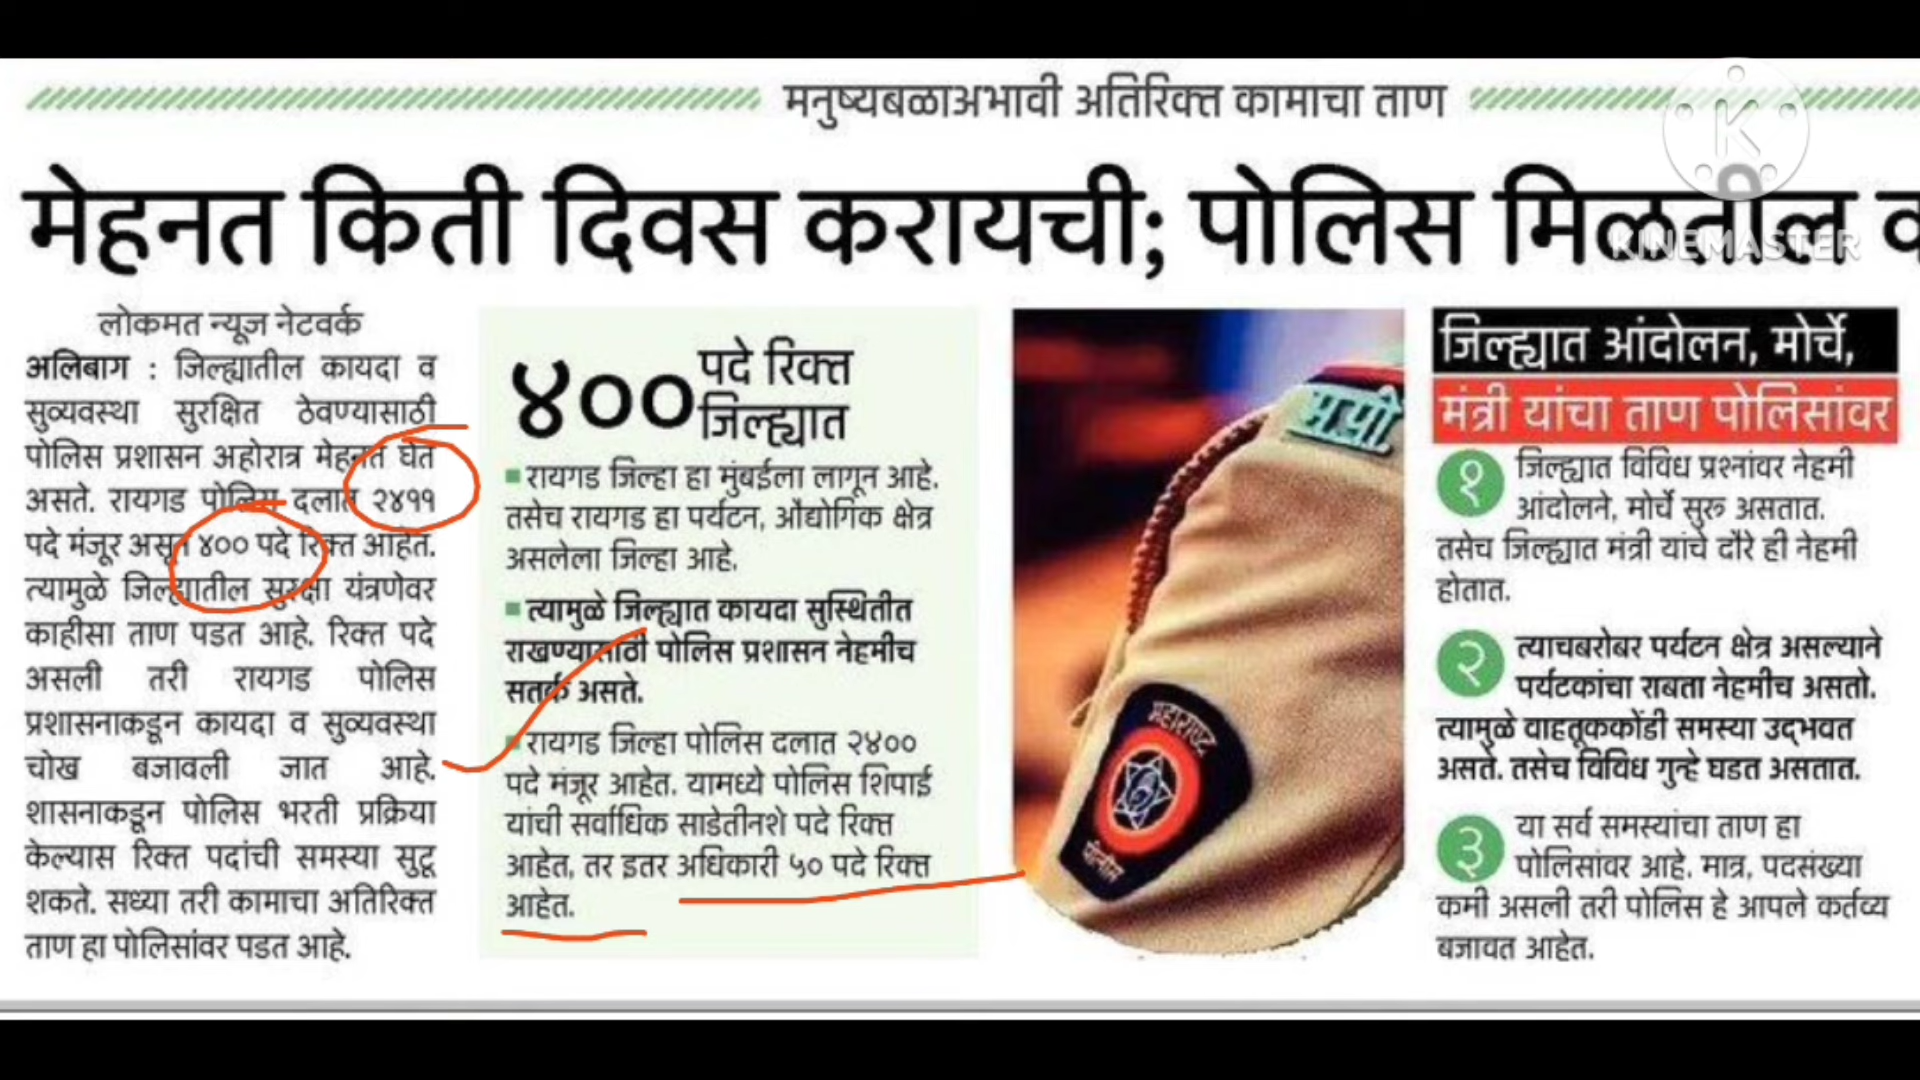 मनुष्यबळाअभावी अतिरिक्त कामाचा ताण
मेहनत किती दिवस करायची; पोलिस मिळतील
लोकमत न्यूज नेटवर्क
अलिबाग : जिल्ह्यातील कायदा व
सुव्यवस्था सुरक्षित ठेवण्यासाठी
पोलिस प्रशासन अहोरात्र मेहनत घेत
असते. रायगड पोलिस दलात २४११
पदे मंजूर असून ४०० पदे रिक्त आहेत.
त्यामुळे जिल्ह्यातील सुरक्षा यंत्रणेवर
काहीसा ताण पडत आहे. रिक्त पदे
असली तरी रायगड पोलिस
प्रशासनाकडून कायदा व सुव्यवस्था
चोख बजावली जात आहे.
शासनाकडून पोलिस भरती प्रक्रिया
केल्यास रिक्त पदांची समस्या सुटू
शकते. सध्या तरी कामाचा अतिरिक्त
ताण हा पोलिसांवर पडत आहे.
४०० पदे रिक्त
जिल्ह्यात
रायगड जिल्हा हा मुंबईला लागून आहे.
तसेच रायगड हा पर्यटन, औद्योगिक क्षेत्र
असलेला जिल्हा आहे.
त्यामुळे जिल्ह्यात कायदा सुस्थितीत
राखण्यासाठी पोलिस प्रशासन नेहमीच
सतर्क असते.
रायगड जिल्हा पोलिस दलात २४००
पदे मंजूर आहेत. यामध्ये पोलिस शिपाई
यांची सर्वाधिक साडेतीनशे पदे रिक्त
आहेत, तर इतर अधिकारी ५० पदे रिक्त
आहेत.
मपो
महाराष्ट्र
पोलीस
जिल्ह्यात आंदोलन, मोर्चे,
मंत्री यांचा ताण पोलिसांवर
१ जिल्ह्यात विविध प्रश्नांवर नेहमी
आंदोलने, मोर्चे सुरू असतात.
तसेच जिल्ह्यात मंत्री यांचे दौरे ही नेहमी
होतात.
२ त्याचबरोबर पर्यटन क्षेत्र असल्याने
पर्यटकांचा राबता नेहमीच असतो.
त्यामुळे वाहतूककोंडी समस्या उद्‌भवत
असते. तसेच विविध गुन्हे घडत असतात.
३ या सर्व समस्यांचा ताण हा
पोलिसांवर आहे. मात्र, पदसंख्या
कमी असली तरी पोलिस हे आपले कर्तव्य
बजावत आहेत.
K
KINEMASTER